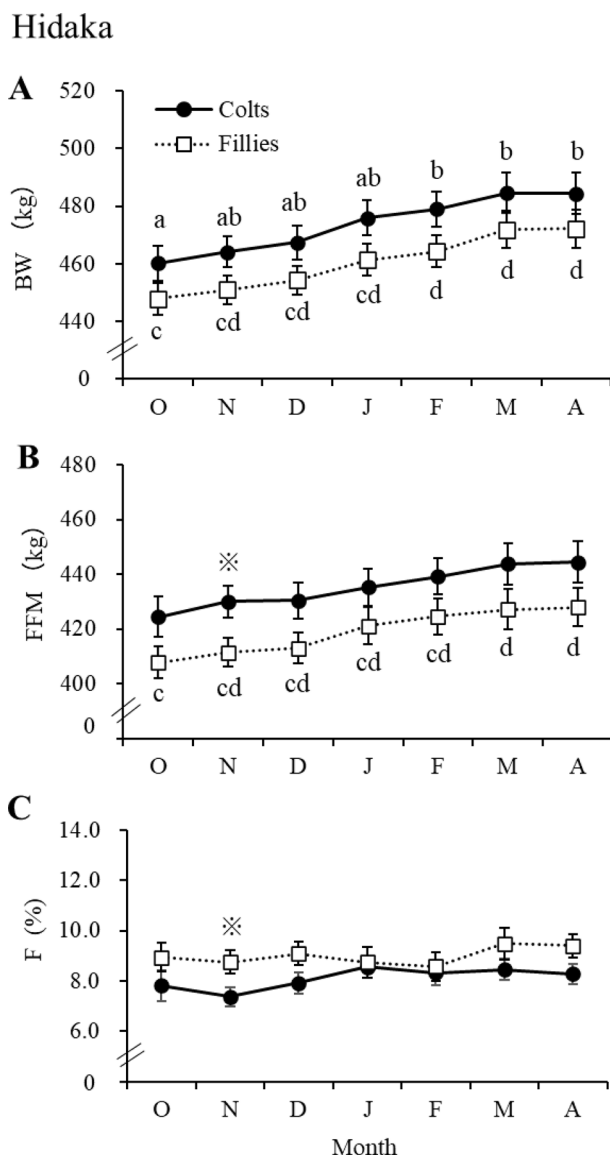 Hidaka
A
520
Colts
Fillies
500
b b
b
ab
480
ab
ab
a
BW (kg)
460
d d
d
cd
440
cd
cd
c
0
O N D J F M A
B
480
460
※
440
FFM (kg)
420
d d
cd
cd
400
cd
cd
c
0
O N D J F M A
C
14.0
12.0
※
10.0
F (%)
8.0
6.0
0
O N D J F M A
Month